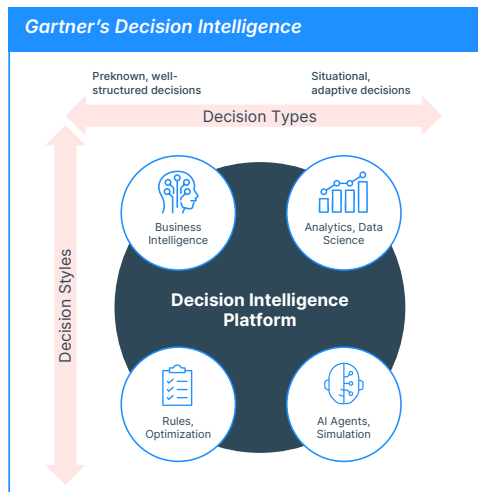 Gartner's Decision Intelligence
Preknown, well-
structured decisions
Situational,
adaptive decisions
Decision Types
Decision Styles
Business
Intelligence
Analytics, Data
Science
Decision Intelligence
Platform
Rules,
Optimization
AI Agents,
Simulation